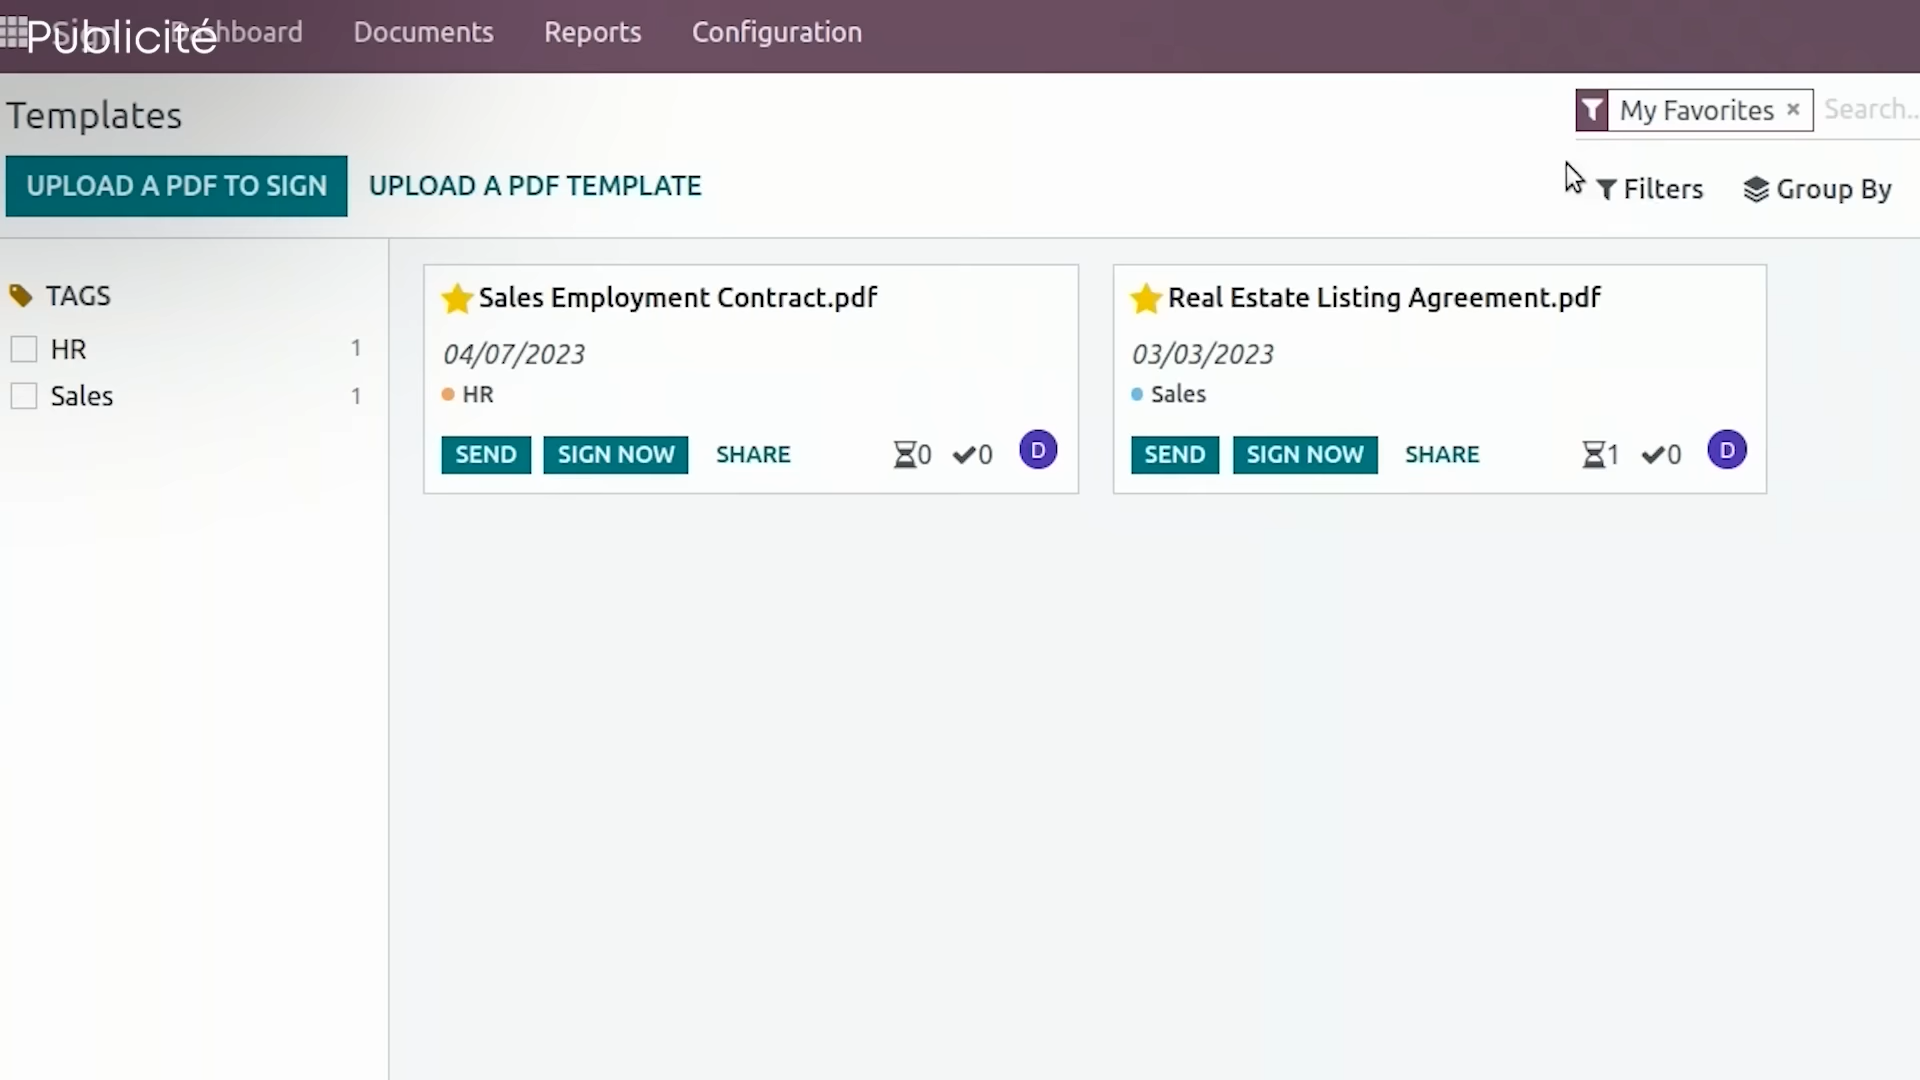 Publicité
Sign Dashboard Documents Reports Configuration
Templates
My Favorites × Search..
UPLOAD A PDF TO SIGN UPLOAD A PDF TEMPLATE
Filters Group By
TAGS
HR 1
Sales 1
Sales Employment Contract.pdf
04/07/2023
HR
SEND SIGN NOW SHARE 0 0 D
Real Estate Listing Agreement.pdf
03/03/2023
Sales
SEND SIGN NOW SHARE 1 0 D